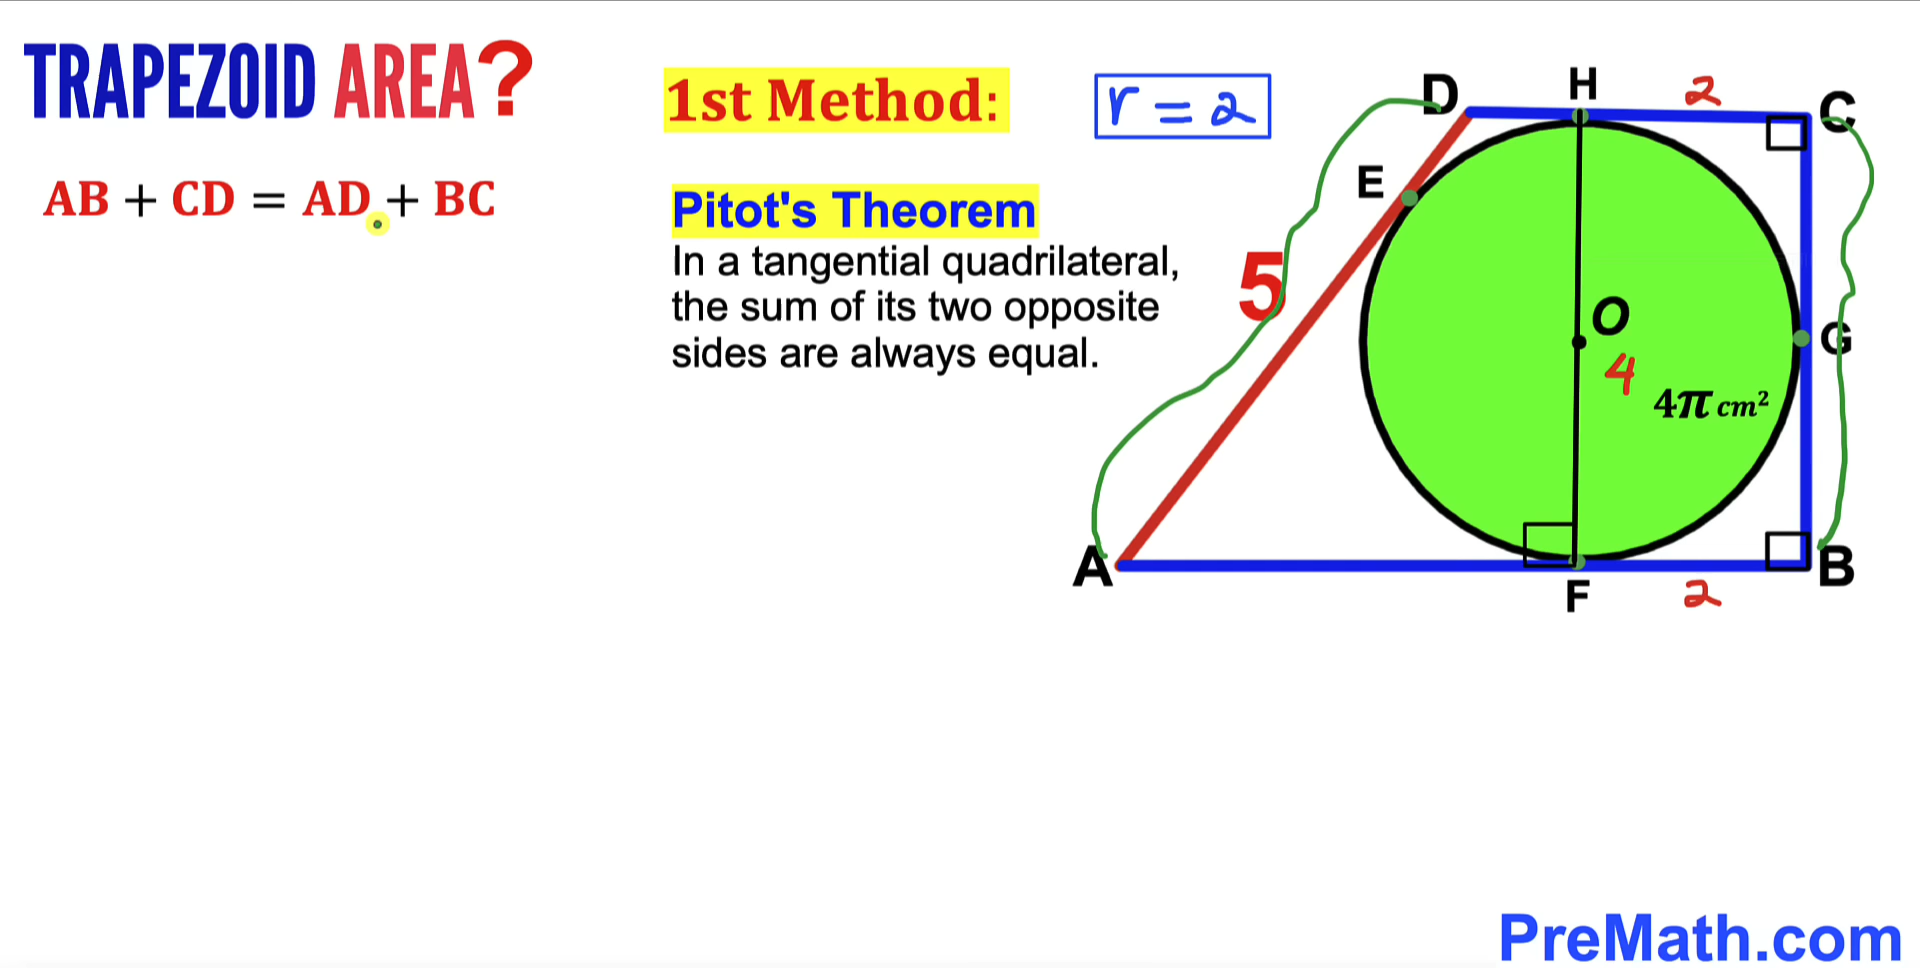 TRAPEZOID AREA?
AB + CD = AD + BC
1st Method:
r = 2
Pitot's Theorem
In a tangential quadrilateral,
the sum of its two opposite
sides are always equal.
D
H
2
C
E
5
O
G
4
4π cm²
A
B
F
2
PreMath.com